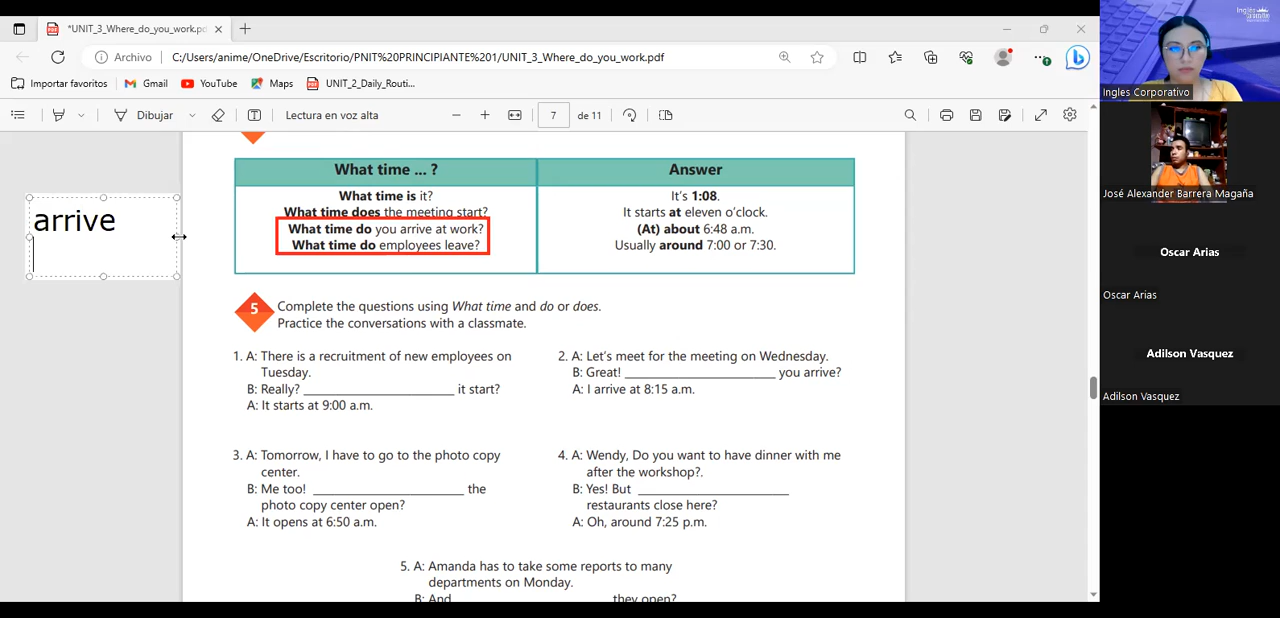 *UNIT_3_Where_do_you_work.pd
Archivo
C:/Users/anime/OneDrive/Escritorio/PNIT%20PRINCIPIANTE%201/UNIT_3_Where_do_you_work.pdf
Importar favoritos
Gmail
YouTube
Maps
UNIT_2_Daily_Routi...
Dibujar
Lectura en voz alta
7
de 11
arrive
What time ... ?
Answer
What time is it?
It's 1:08.
What time does the meeting start?
It starts at eleven o'clock.
What time do you arrive at work?
(At) about 6:48 a.m.
What time do employees leave?
Usually around 7:00 or 7:30.
5
Complete the questions using What time and do or does.
Practice the conversations with a classmate.
1. A: There is a recruitment of new employees on
Tuesday.
B: Really? ______________________ it start?
A: It starts at 9:00 a.m.
2. A: Let's meet for the meeting on Wednesday.
B: Great! ______________________ you arrive?
A: I arrive at 8:15 a.m.
3. A: Tomorrow, I have to go to the photo copy
center.
B: Me too! ______________________ the
photo copy center open?
A: It opens at 6:50 a.m.
4. A: Wendy, Do you want to have dinner with me
after the workshop?.
B: Yes! But ______________________
restaurants close here?
A: Oh, around 7:25 p.m.
5. A: Amanda has to take some reports to many
departments on Monday.
B: And ______________________ they open?
Ingles Corporativo
José Alexander Barrera Magaña
Oscar Arias
Oscar Arias
Adilson Vasquez
Adilson Vasquez